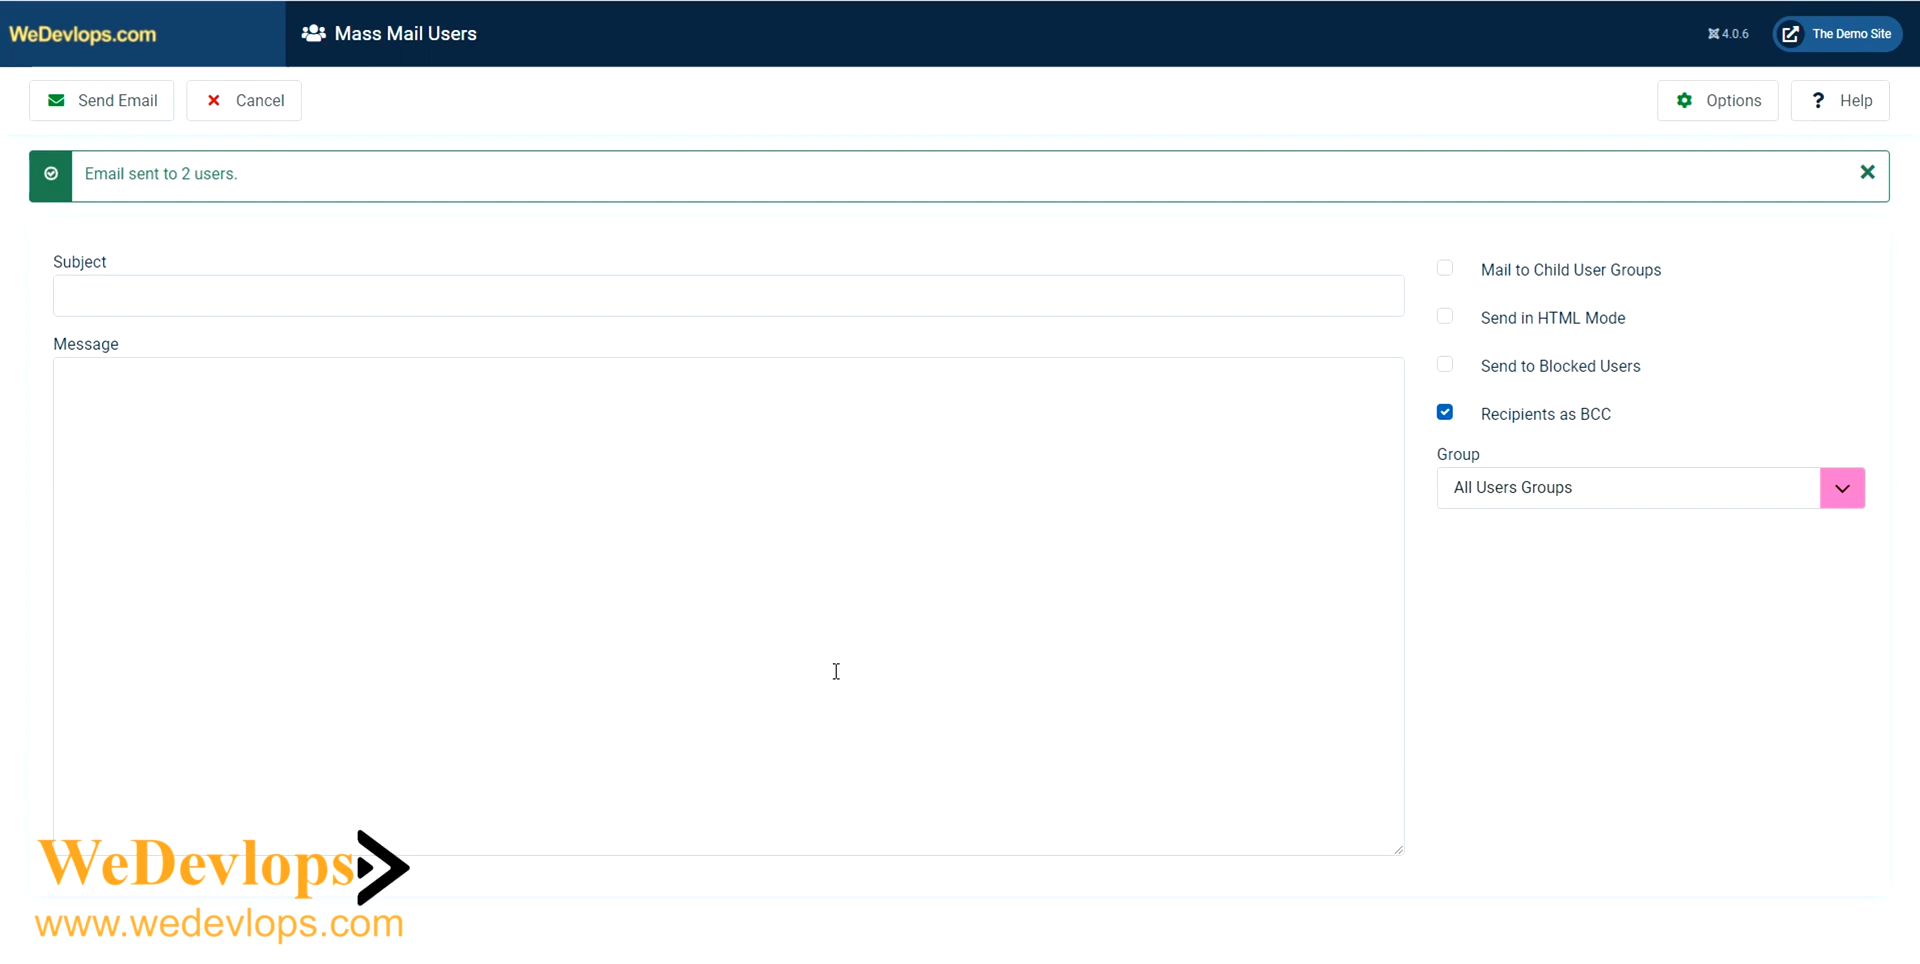 WeDevlops.com
Mass Mail Users
4.0.6
The Demo Site
Send Email
Cancel
Options
? Help
Email sent to 2 users.
Subject
Mail to Child User Groups
Send in HTML Mode
Message
Send to Blocked Users
Recipients as BCC
Group
All Users Groups
WeDevlops
www.wedevlops.com